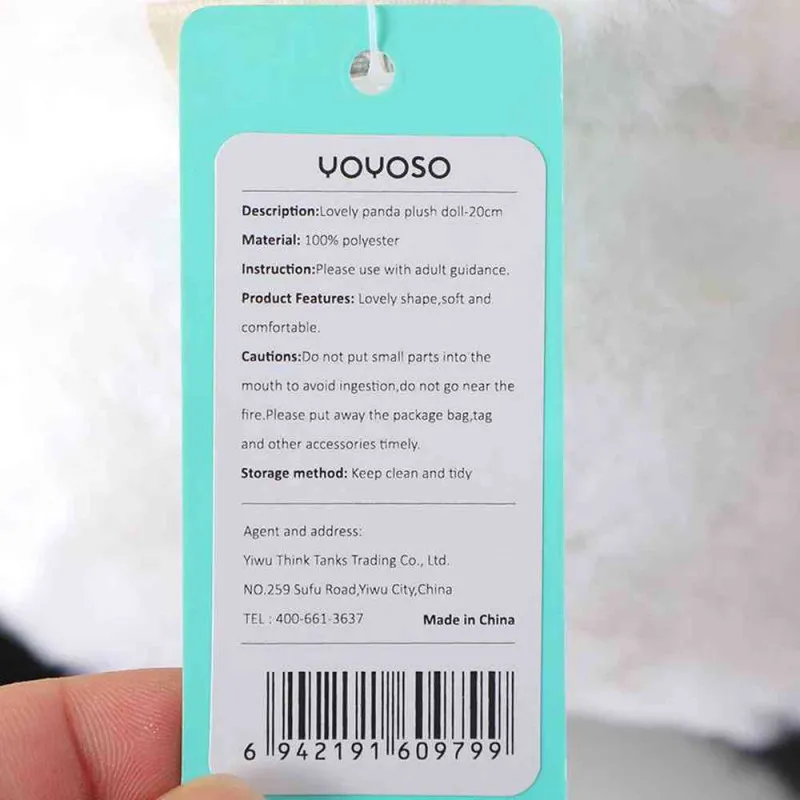 YOYOSO
Description:Lovely panda plush doll-20cm
Material: 100% polyester
Instruction:Please use with adult guidance.
Product Features: Lovely shape,soft and
comfortable.
Cautions:Do not put small parts into the
mouth to avoid ingestion,do not go near the
fire.Please put away the package bag,tag
and other accessories timely.
Storage method: Keep clean and tidy
Agent and address:
Yiwu Think Tanks Trading Co., Ltd.
NO.259 Sufu Road,Yiwu City,China
TEL : 400-661-3637 Made in China
6 942191 609799